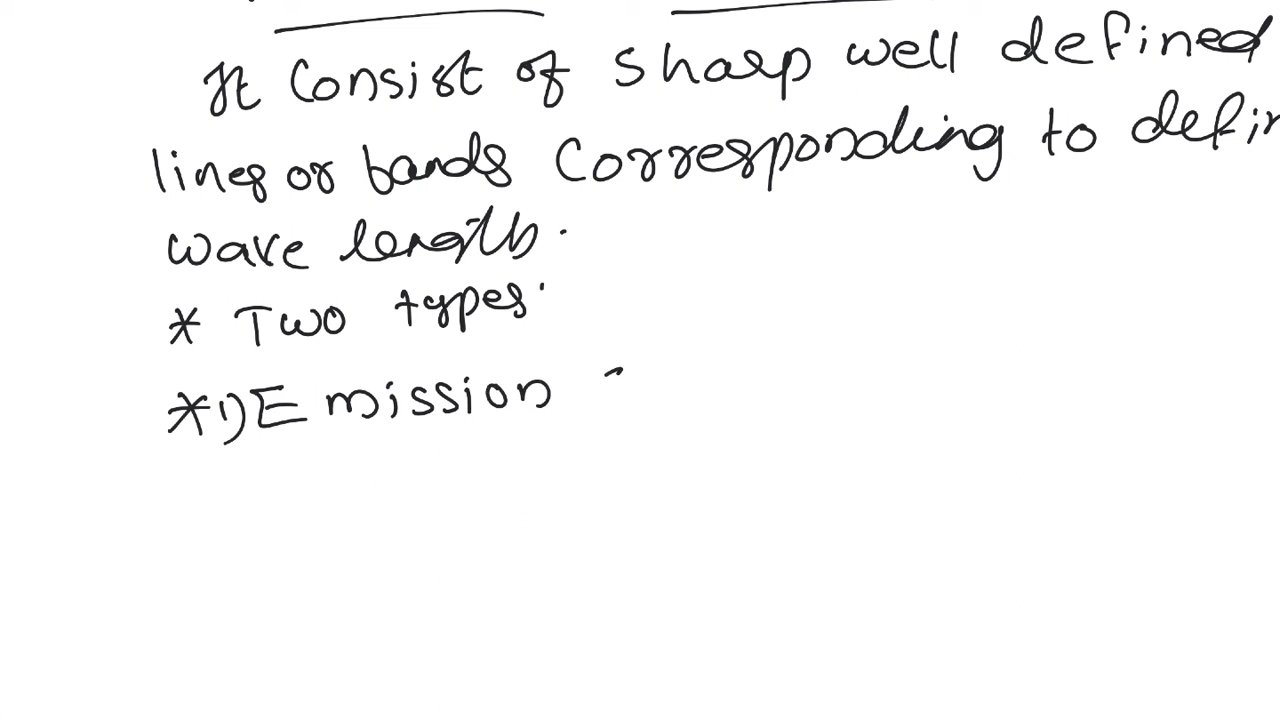 It consist of sharp well defined
lines or bands corresponding to defin
wave length.
* Two types.
* 1) Emission